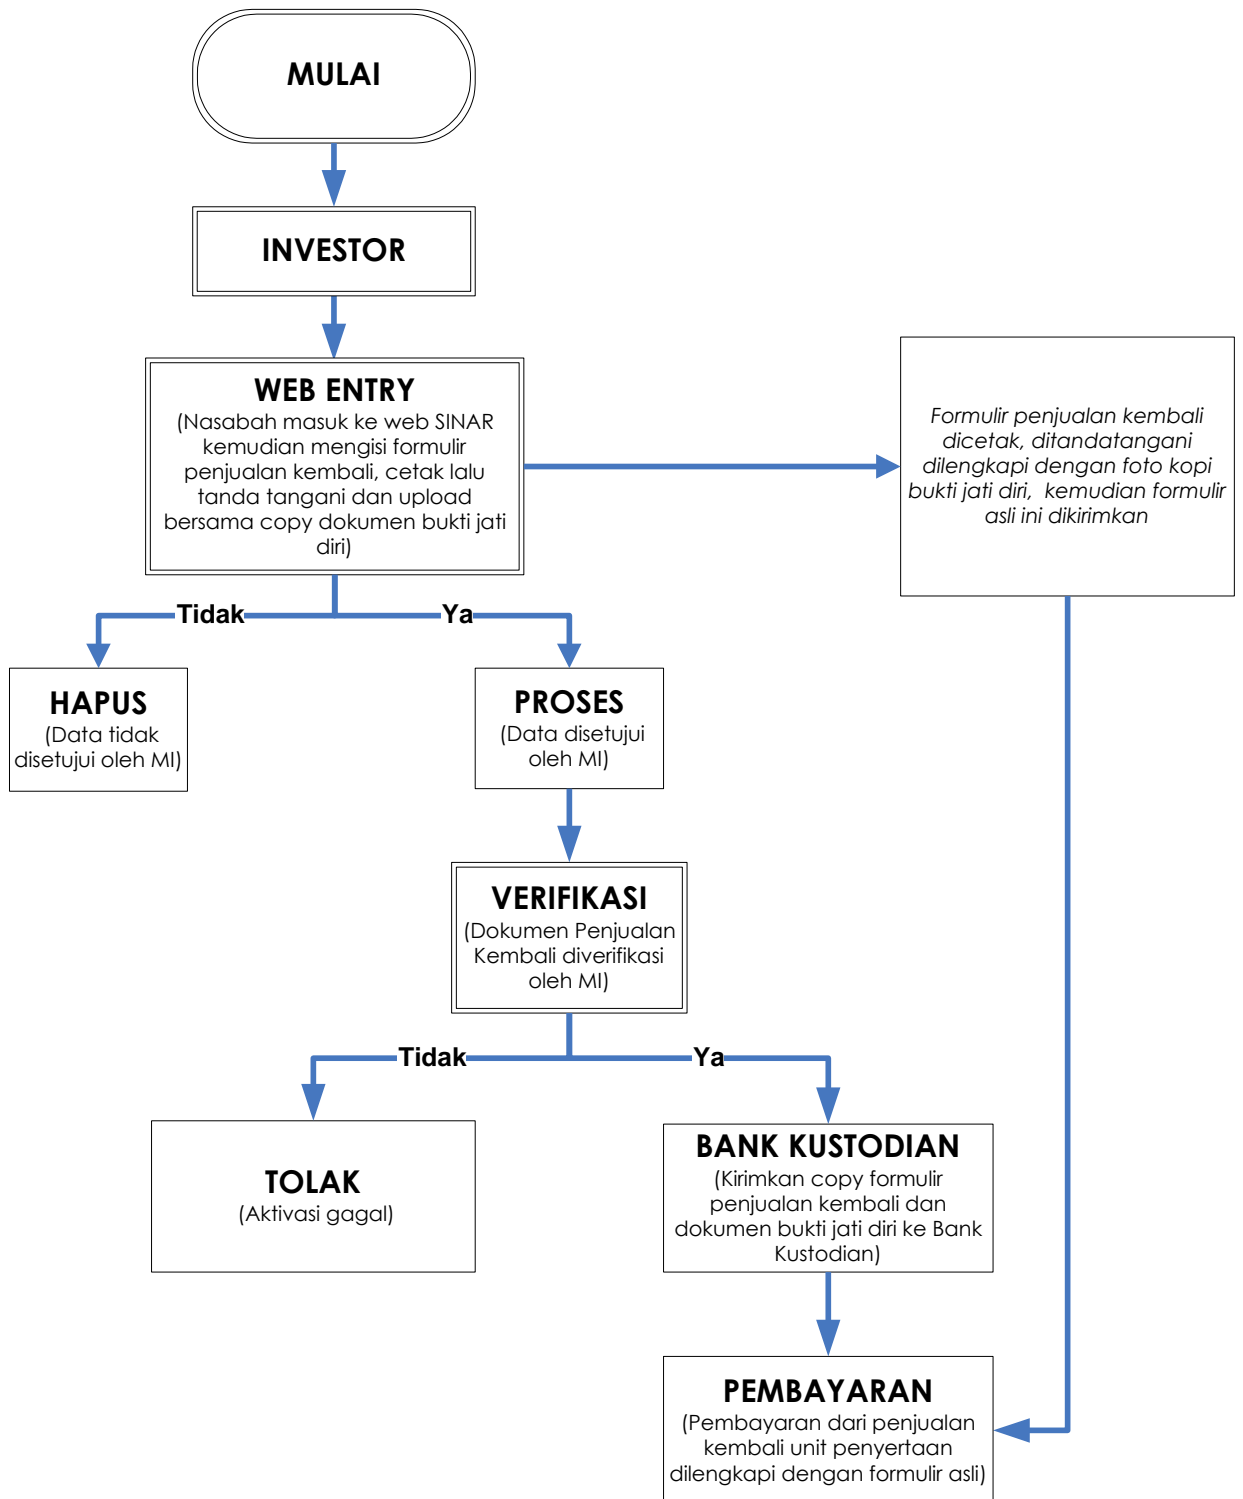 MULAI
INVESTOR
WEB ENTRY
(Nasabah masuk ke web SINAR
kemudian mengisi formulir
penjualan kembali, cetak lalu
tanda tangani dan upload
bersama copy dokumen bukti jati
diri)
Formulir penjualan kembali
dicetak, ditandatangani
dilengkapi dengan foto kopi
bukti jati diri, kemudian formulir
asli ini dikirimkan
Tidak
Ya
HAPUS
(Data tidak
disetujui oleh MI)
PROSES
(Data disetujui
oleh MI)
VERIFIKASI
(Dokumen Penjualan
Kembali diverifikasi
oleh MI)
Tidak
Ya
TOLAK
(Aktivasi gagal)
BANK KUSTODIAN
(Kirimkan copy formulir
penjualan kembali dan
dokumen bukti jati diri ke Bank
Kustodian)
PEMBAYARAN
(Pembayaran dari penjualan
kembali unit penyertaan
dilengkapi dengan formulir asli)